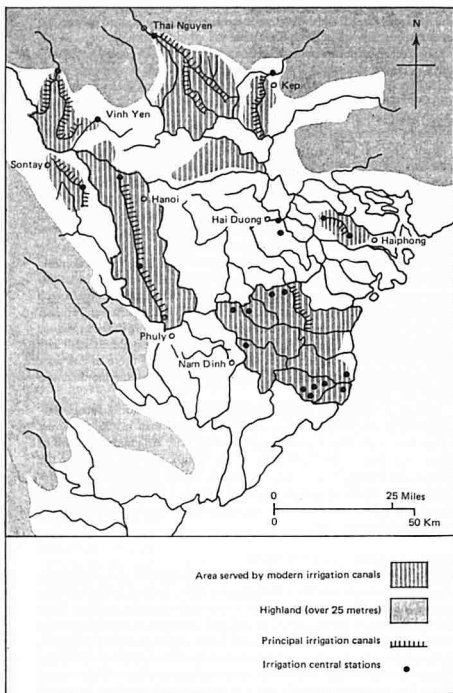 Thai Nguyen
N
Kep
Vinh Yen
Sontay
Hanoi
Hai Duong
Haiphong
Phuly
Nam Dinh
0 25 Miles
0 50 Km
Area served by modern irrigation canals
Highland (over 25 metres)
Principal irrigation canals
Irrigation central stations